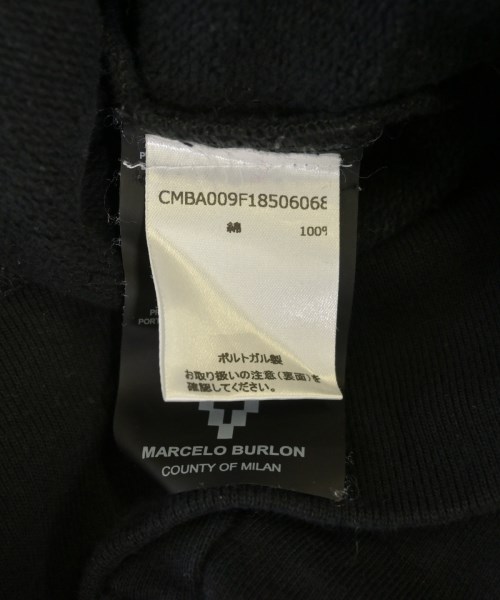 CMBA009F18506068
綿 100%
ポルトガル製
お取り扱いの注意(裏面)を
確認してください。
MARCELO BURLON
COUNTY OF MILAN